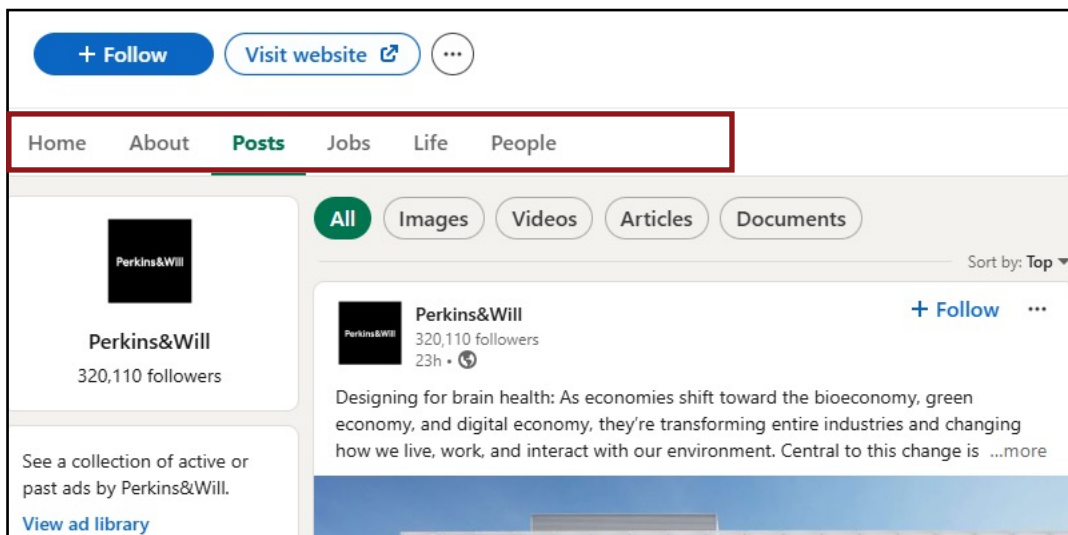 + Follow
Visit website
Home About Posts Jobs Life People
All Images Videos Articles Documents
Sort by: Top
Perkins&Will
Perkins&Will
320,110 followers
See a collection of active or
past ads by Perkins&Will.
View ad library
Perkins&Will
Perkins&Will
320,110 followers
23h •
+ Follow
Designing for brain health: As economies shift toward the bioeconomy, green
economy, and digital economy, they’re transforming entire industries and changing
how we live, work, and interact with our environment. Central to this change is ...more